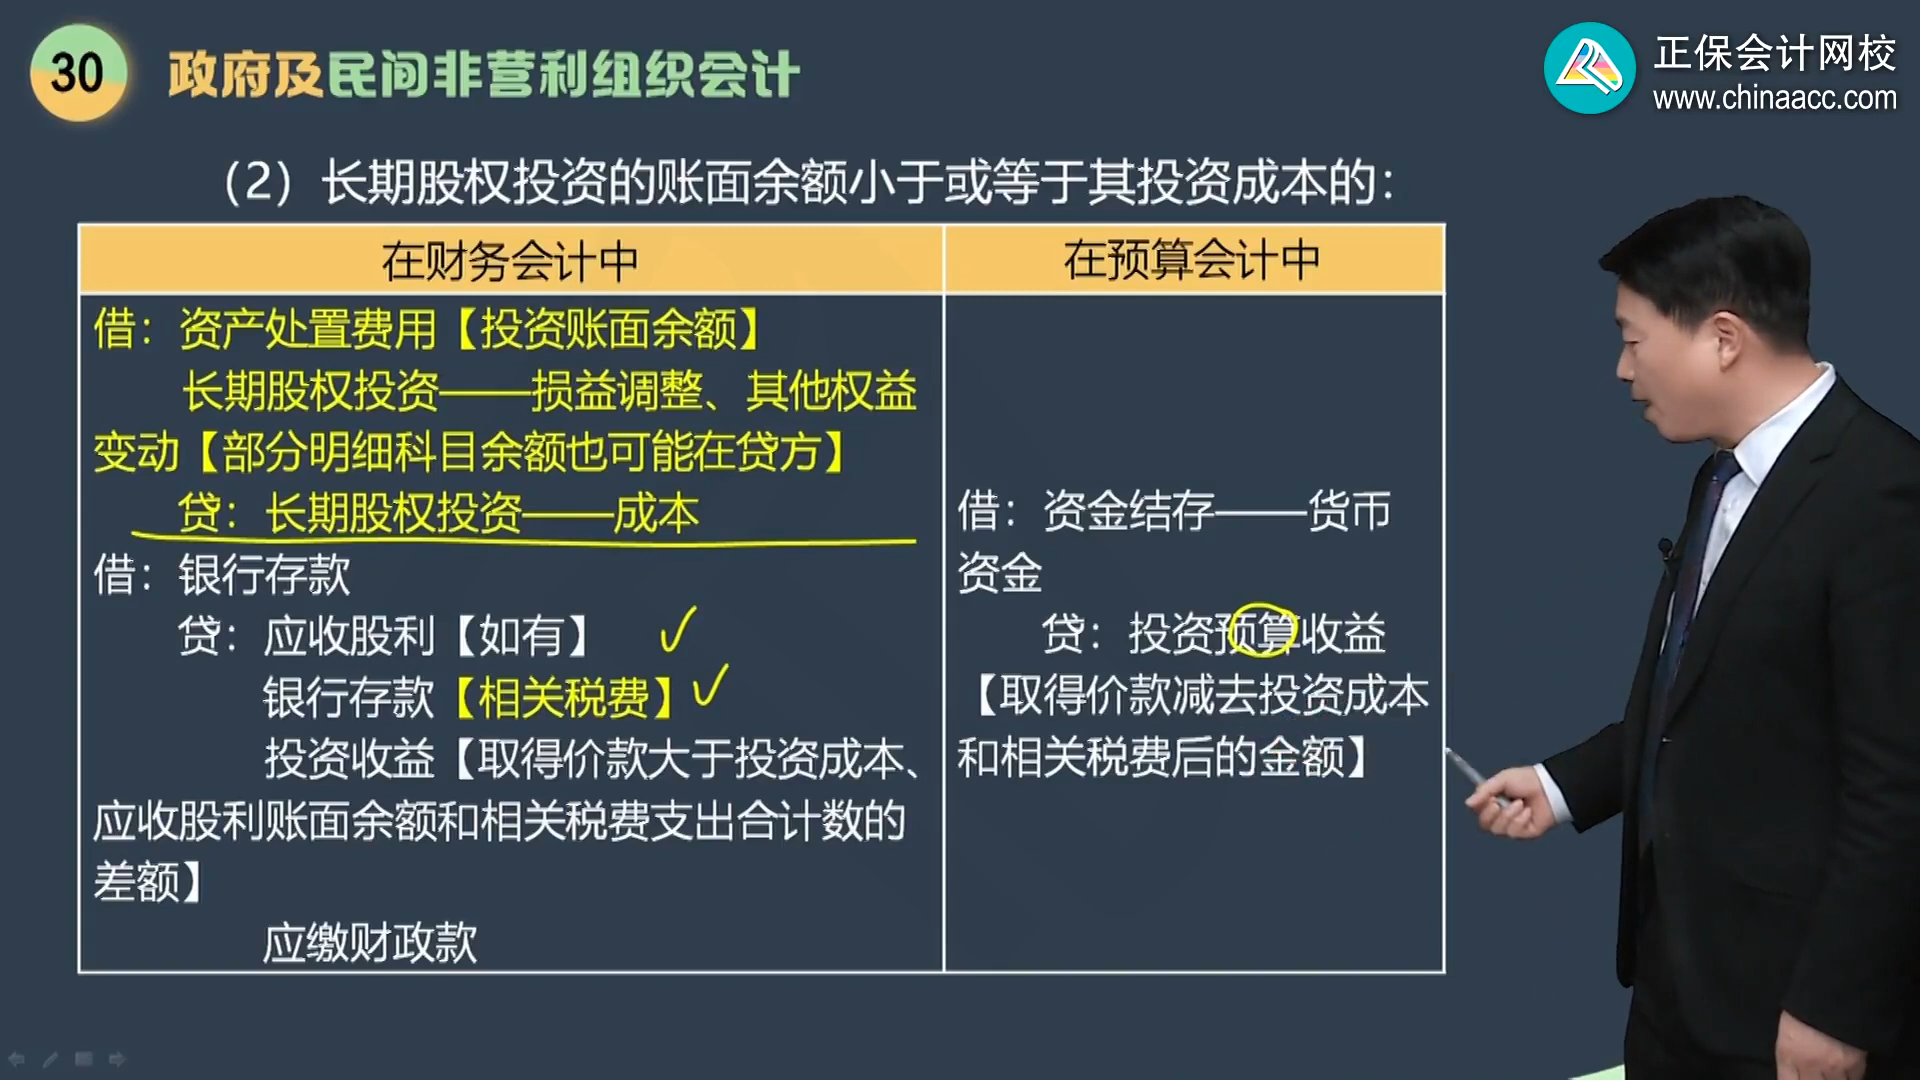 30 政府及民间非营利组织会计
正保会计网校
www.chinaacc.com
（2）长期股权投资的账面余额小于或等于其投资成本的：
在财务会计中
借：资产处置费用【投资账面余额】
长期股权投资——损益调整、其他权益
变动【部分明细科目余额也可能在贷方】
贷：长期股权投资——成本
借：银行存款
贷：应收股利【如有】
银行存款【相关税费】
投资收益【取得价款大于投资成本、
应收股利账面余额和相关税费支出合计数的
差额】
应缴财政款
在预算会计中
借：资金结存——货币
资金
贷：投资预算收益
【取得价款减去投资成本
和相关税费后的金额】